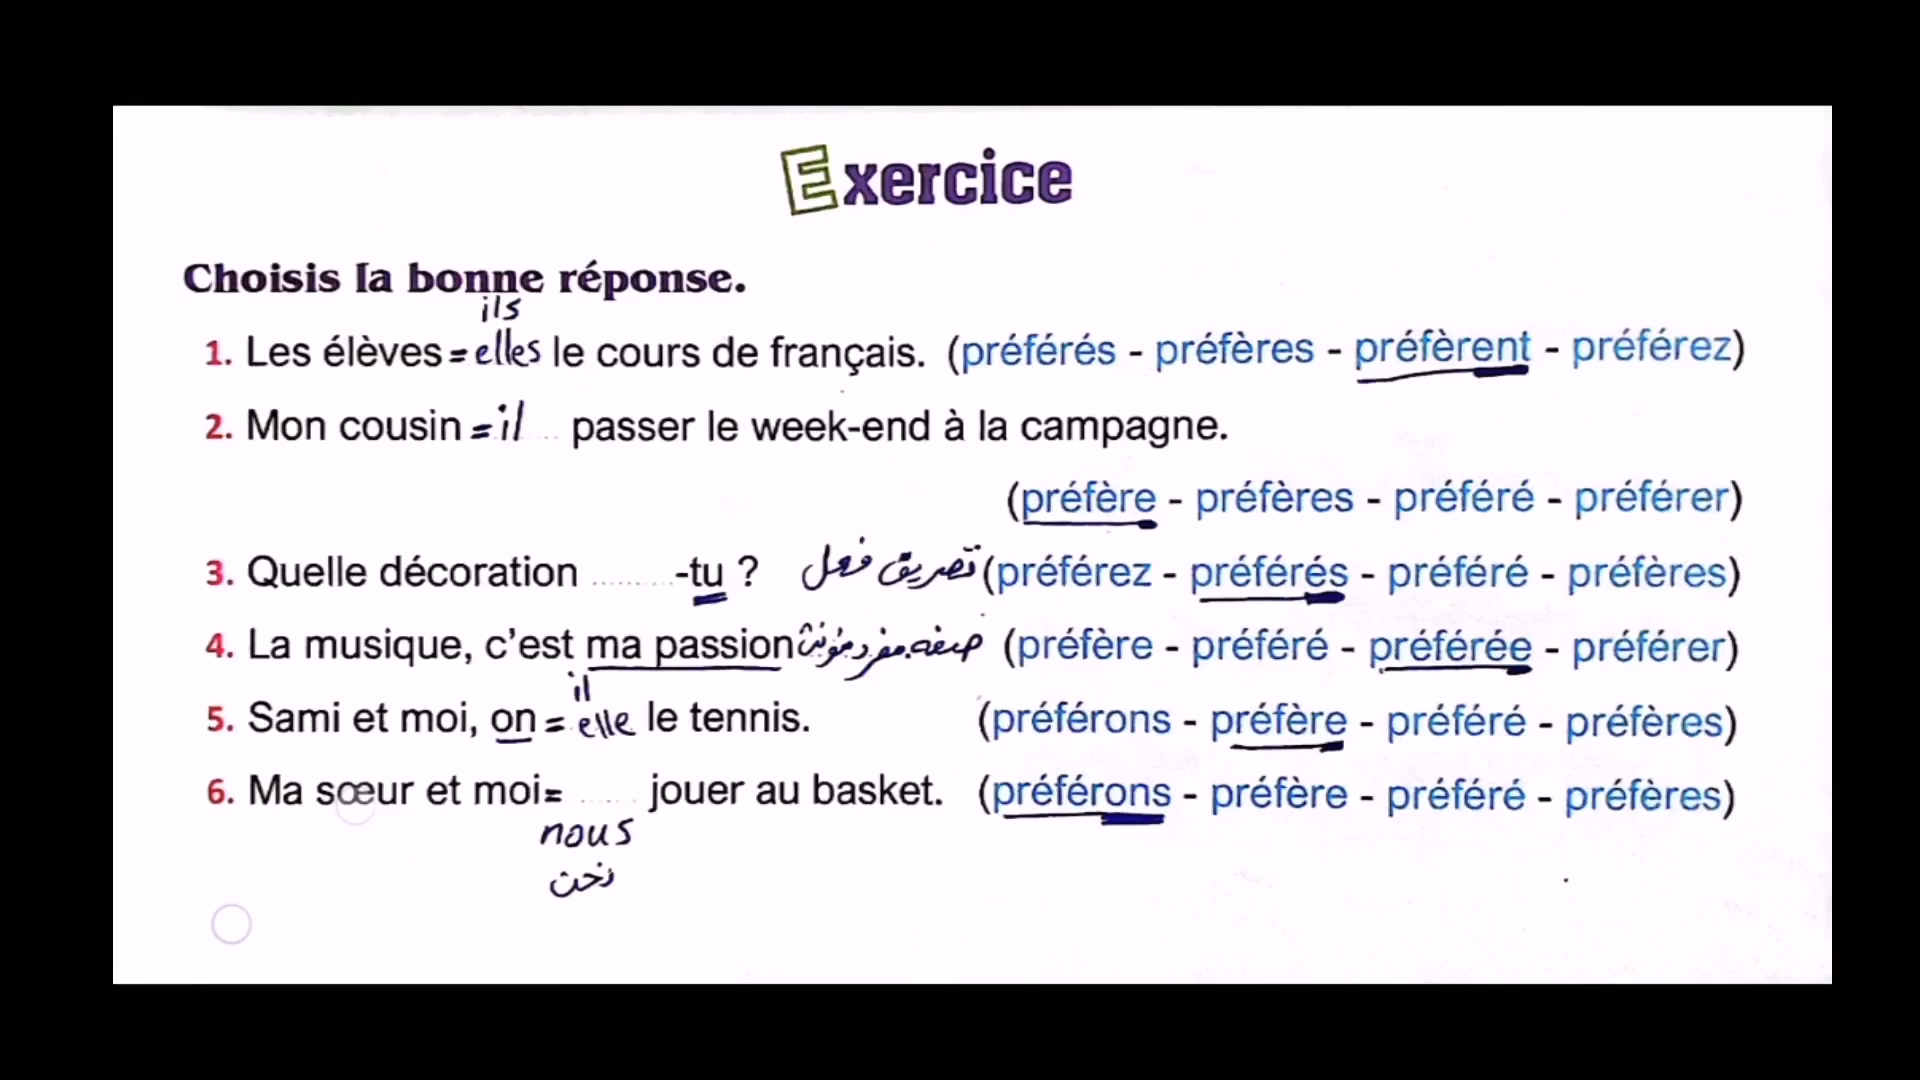 Exercice
Choisis la bonne réponse.
ils
1. Les élèves = elles le cours de français. (préférés - préfères - préfèrent - préférez)
2. Mon cousin = il ... passer le week-end à la campagne.
(préfère - préfères - préféré - préférer)
3. Quelle décoration .........-tu ? تصريف فعل (préférez - préférés - préféré - préfères)
4. La musique, c'est ma passion صفه.مفرد مؤنث (préfère - préféré - préférée - préférer)
il
5. Sami et moi, on = elle le tennis. (préférons - préfère - préféré - préfères)
6. Ma sœur et moi= ..... jouer au basket. (préférons - préfère - préféré - préfères)
nous
نحن